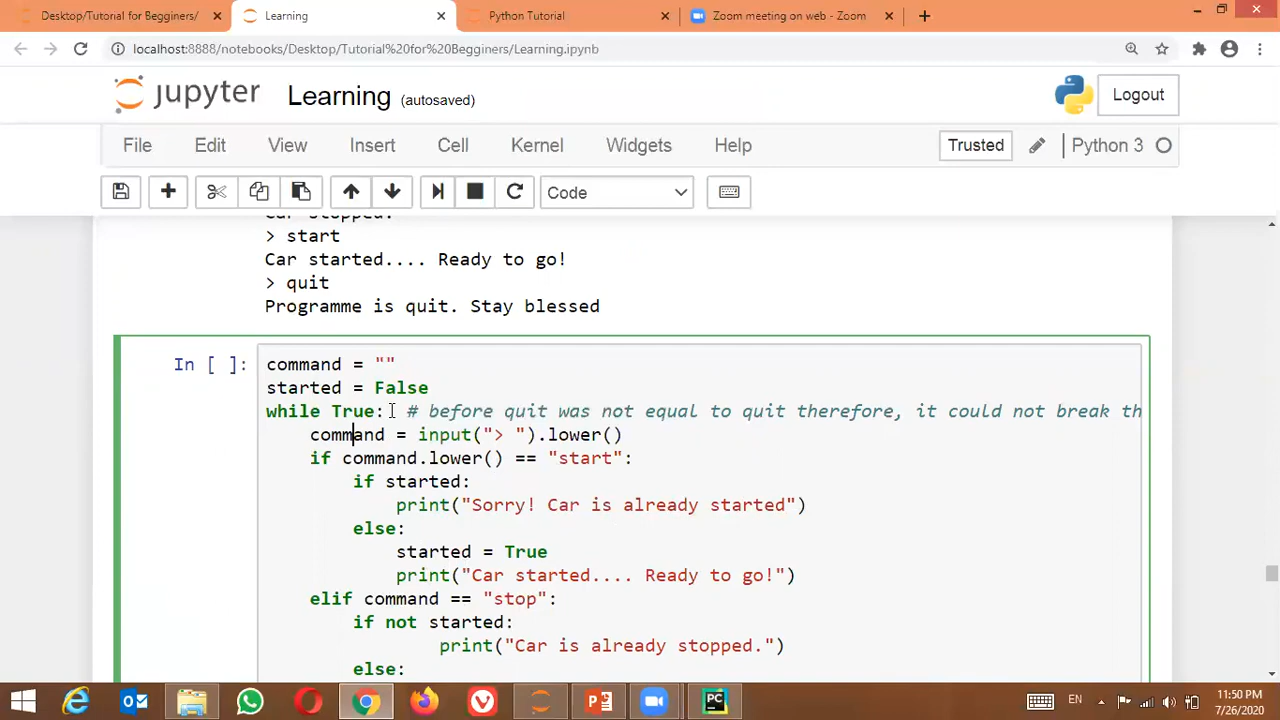 Desktop/Tutorial for Begginers/
Learning
Python Tutorial
Zoom meeting on web - Zoom
localhost:8888/notebooks/Desktop/Tutorial%20for%20Begginers/Learning.ipynb
jupyter
Learning (autosaved)
Logout
File Edit View Insert Cell Kernel Widgets Help
Trusted
Python 3
Code
Car stopped.
> start
Car started.... Ready to go!
> quit
Programme is quit. Stay blessed
In [ ]:
command = ""
started = False
while True: # before quit was not equal to quit therefore, it could not break th
command = input("> ").lower()
if command.lower() == "start":
if started:
print("Sorry! Car is already started")
else:
started = True
print("Car started.... Ready to go!")
elif command == "stop":
if not started:
print("Car is already stopped.")
else:
PC
EN
11:50 PM
7/26/2020